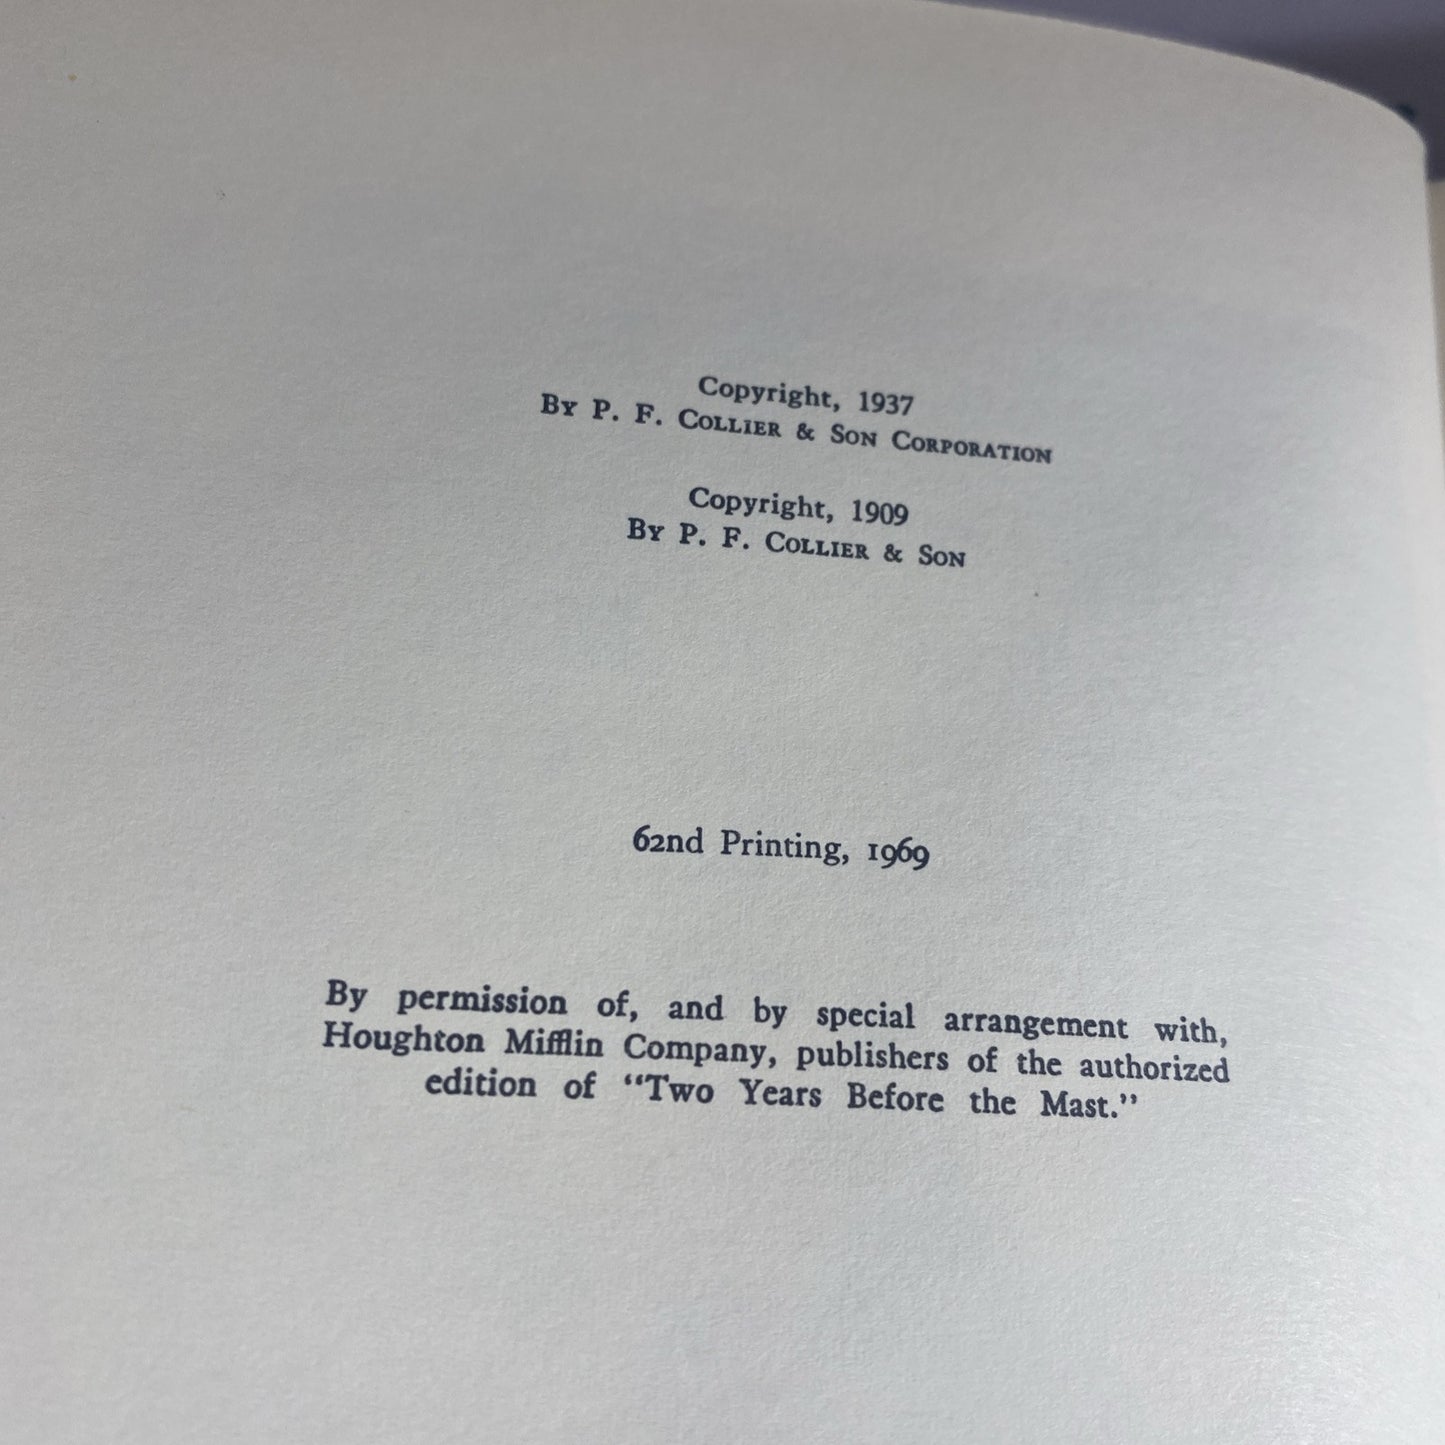 Copyright, 1937
By P. F. Collier & Son Corporation
Copyright, 1909
By P. F. Collier & Son
62nd Printing, 1969
By permission of, and by special arrangement with,
Houghton Mifflin Company, publishers of the authorized
edition of "Two Years Before the Mast."